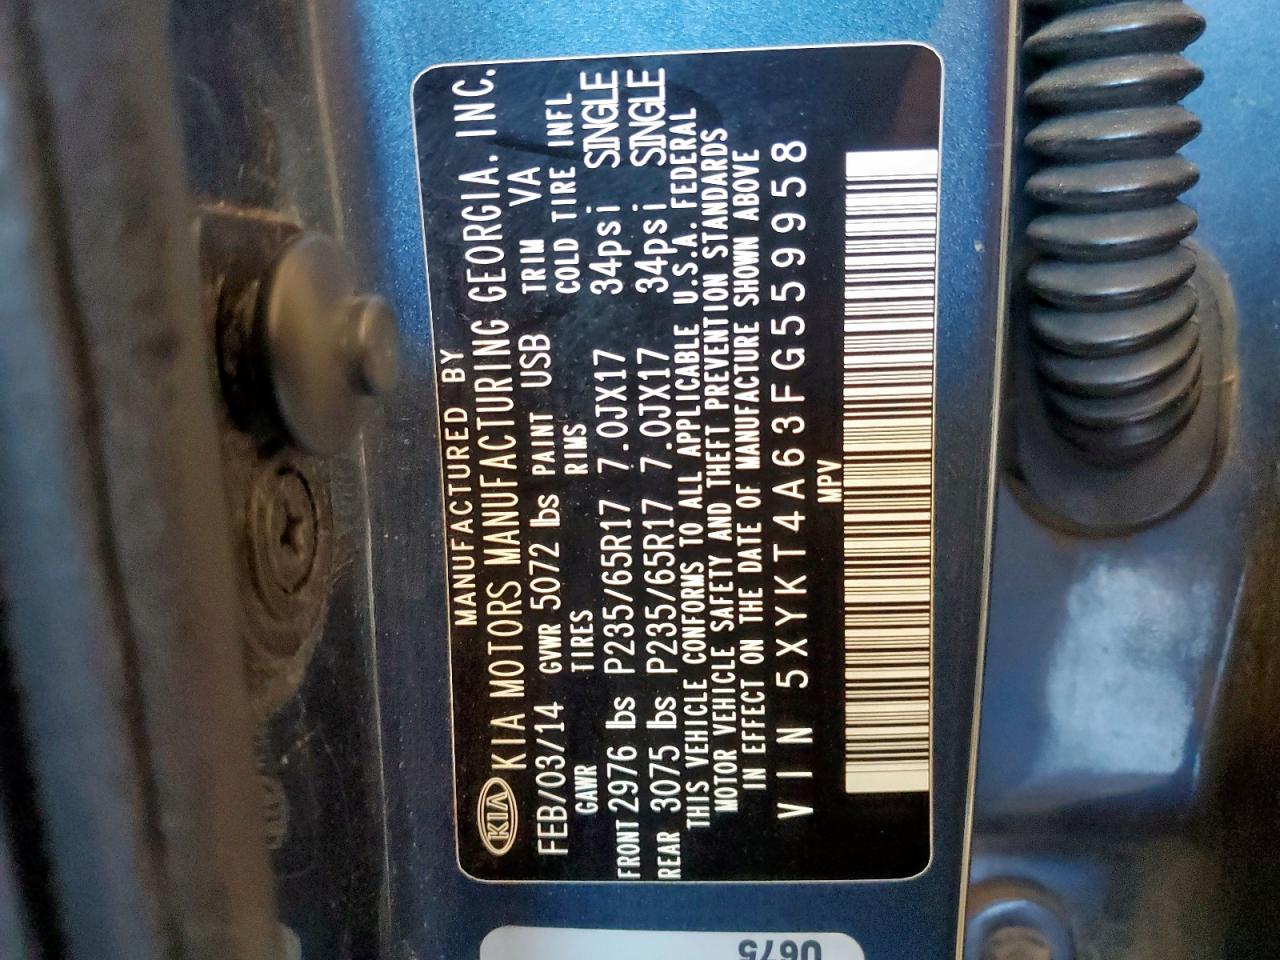 MANUFACTURED BY
KIA KIA MOTORS MANUFACTURING GEORGIA. INC.
FEB/03/14 GVWR 5072 lbs PAINT USB TRIM VA
GAWR TIRES RIMS COLD TIRE INFL
FRONT 2976 lbs P235/65R17 7.0JX17 34psi SINGLE
REAR 3075 lbs P235/65R17 7.0JX17 34psi SINGLE
THIS VEHICLE CONFORMS TO ALL APPLICABLE U.S.A. FEDERAL
MOTOR VEHICLE SAFETY AND THEFT PREVENTION STANDARDS
IN EFFECT ON THE DATE OF MANUFACTURE SHOWN ABOVE
VIN 5XYKT4A63FG559958
MPV
U675